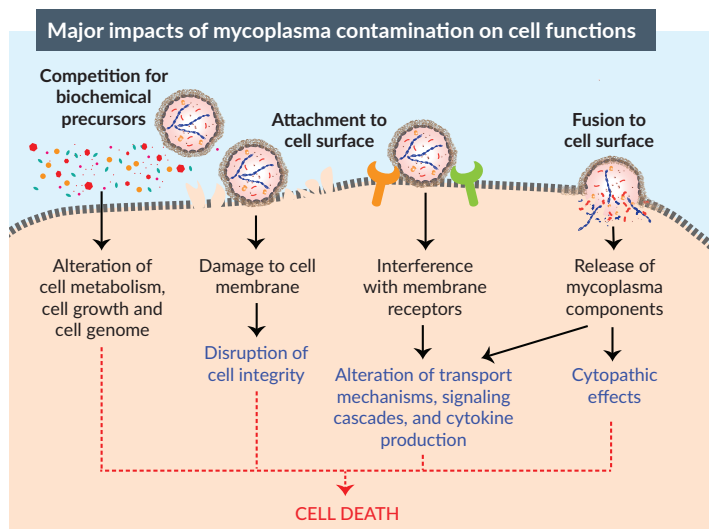 Major impacts of mycoplasma contamination on cell functions
Competition for
biochemical
precursors
Attachment to
cell surface
Fusion to
cell surface
Alteration of
cell metabolism,
cell growth and
cell genome
Damage to cell
membrane
Interference
with membrane
receptors
Release of
mycoplasma
components
Disruption of
cell integrity
Alteration of transport
mechanisms, signaling
cascades, and cytokine
production
Cytopathic
effects
CELL DEATH